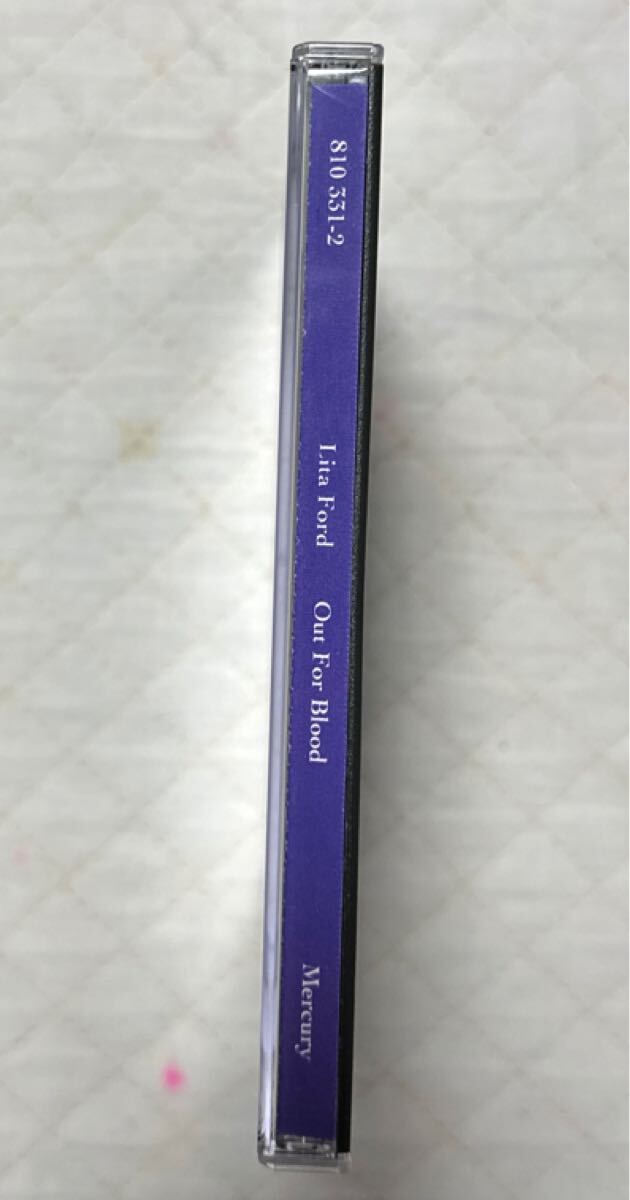 810 331-2
Lita Ford
Out For Blood
Mercury